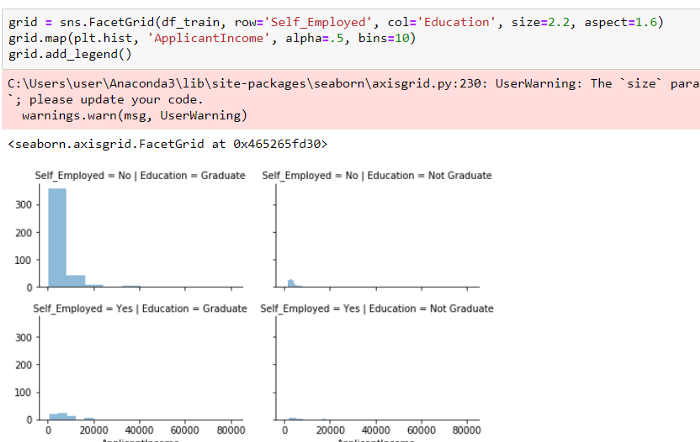 grid = sns.FacetGrid(df_train, row='Self_Employed', col='Education', size=2.2, aspect=1.6)
grid.map(plt.hist, 'ApplicantIncome', alpha=.5, bins=10)
grid.add_legend()
C:\Users\user\Anaconda3\lib\site-packages\seaborn\axisgrid.py:230: UserWarning: The `size` para
`; please update your code.
warnings.warn(msg, UserWarning)
<seaborn.axisgrid.FacetGrid at 0x465265fd30>
Self_Employed = No | Education = Graduate
Self_Employed = No | Education = Not Graduate
300
200
100
0
Self_Employed = Yes | Education = Graduate
Self_Employed = Yes | Education = Not Graduate
300
200
100
0
0 20000 40000 60000 80000
0 20000 40000 60000 80000
ApplicantIncome
ApplicantIncome